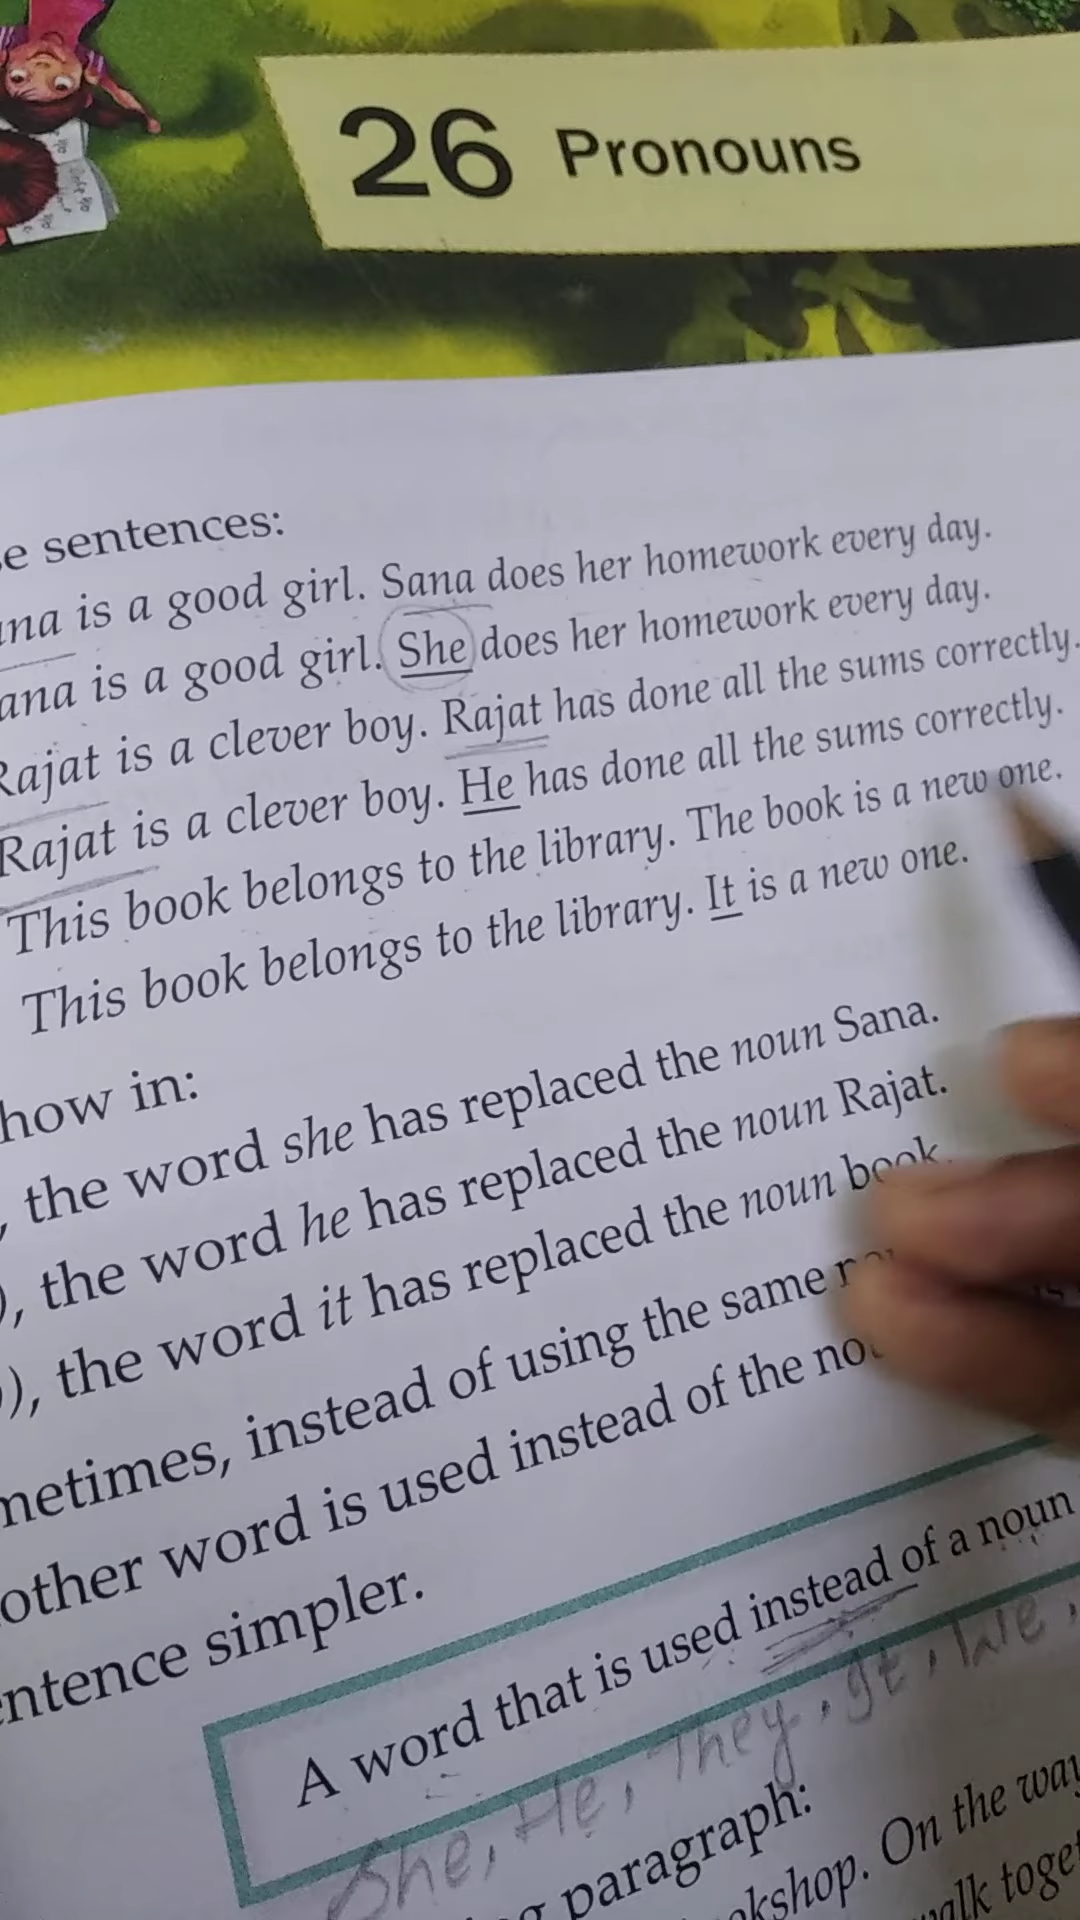 26 Pronouns
sentences:
is a good girl. Sana does her homework every day.
is a good girl. She does her homework every day.
Rajat is a clever boy. Rajat has done all the sums correctly.
Rajat is a clever boy. He has done all the sums correctly.
This book belongs to the library. The book is a new one.
This book belongs to the library. It is a new one.
how in:
, the word she has replaced the noun Sana.
), the word he has replaced the noun Rajat.
), the word it has replaced the noun book.
instead of using the same
other word is used instead of the
simpler.
A word that is used instead of a noun
She, He, They, It, We,
paragraph:
On the way